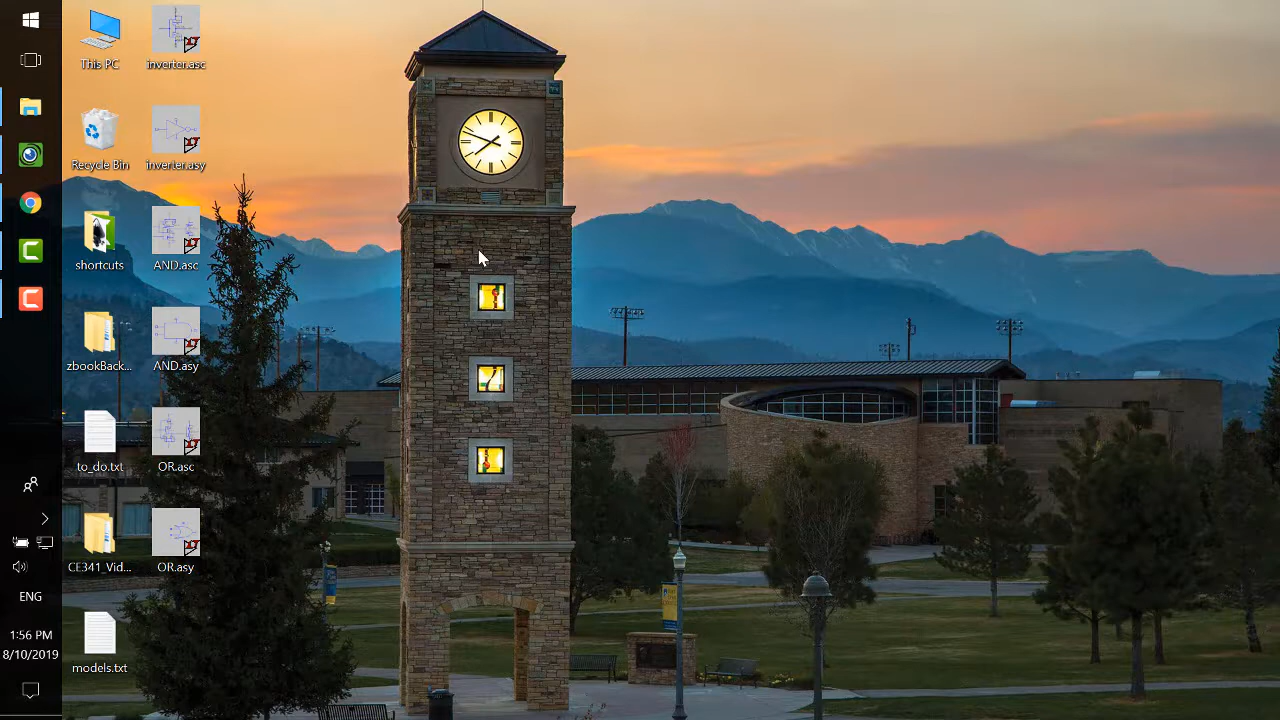 This PC
inverter.asc
Recycle Bin
inverter.asy
shortcuts
AND.asc
zbookBack...
AND.asy
to_do.txt
OR.asc
CE341_Vid...
OR.asy
models.txt
ENG
1:56 PM
8/10/2019